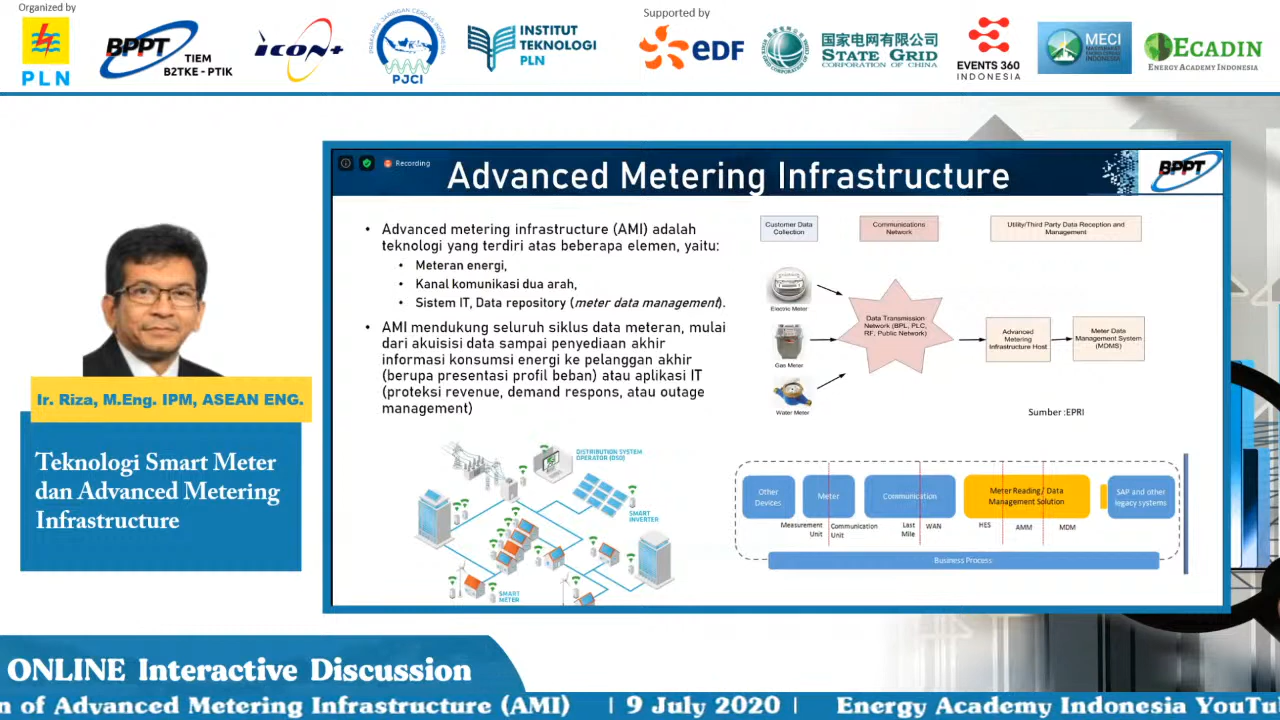 Organized by
PLN
BPPT
TIEM
B2TKE - PTIK
icon+
PRAKARSA JARINGAN CERDAS INDONESIA
PJCI
INSTITUT
TEKNOLOGI
PLN
Supported by
eDF
国家电网有限公司
STATE GRID
CORPORATION OF CHINA
EVENTS 360
INDONESIA
MECI
ECADIN
ENERGY ACADEMY INDONESIA
Recording
Advanced Metering Infrastructure
BPPT
• Advanced metering infrastructure (AMI) adalah
teknologi yang terdiri atas beberapa elemen, yaitu:
• Meteran energi,
• Kanal komunikasi dua arah,
• Sistem IT, Data repository (meter data management).
• AMI mendukung seluruh siklus data meteran, mulai
dari akuisisi data sampai penyediaan akhir
informasi konsumsi energi ke pelanggan akhir
(berupa presentasi profil beban) atau aplikasi IT
(proteksi revenue, demand respons, atau outage
management)
Customer Data
Collection
Communications
Network
Utility/Third Party Data Reception and
Management
Electric Meter
Gas Meter
Water Meter
Data Transmission
Network (BPL, PLC,
RF, Public Network)
Advanced
Metering
Infrastructure Host
Meter Data
Management System
(MDMS)
Sumber :EPRI
DISTRIBUTION SYSTEM
OPERATOR (DSO)
SMART
INVERTER
SMART
METER
Other
Devices
Meter
Communication
Meter Reading/ Data
Management Solution
SAP and other
legacy systems
Measurement
Unit
Communication
Unit
Last
Mile
WAN
HES
AMM
MDM
Business Process
Ir. Riza, M.Eng. IPM, ASEAN ENG.
Teknologi Smart Meter
dan Advanced Metering
Infrastructure
ONLINE Interactive Discussion
n of Advanced Metering Infrastructure (AMI) | 9 July 2020 | Energy Academy Indonesia YouTu